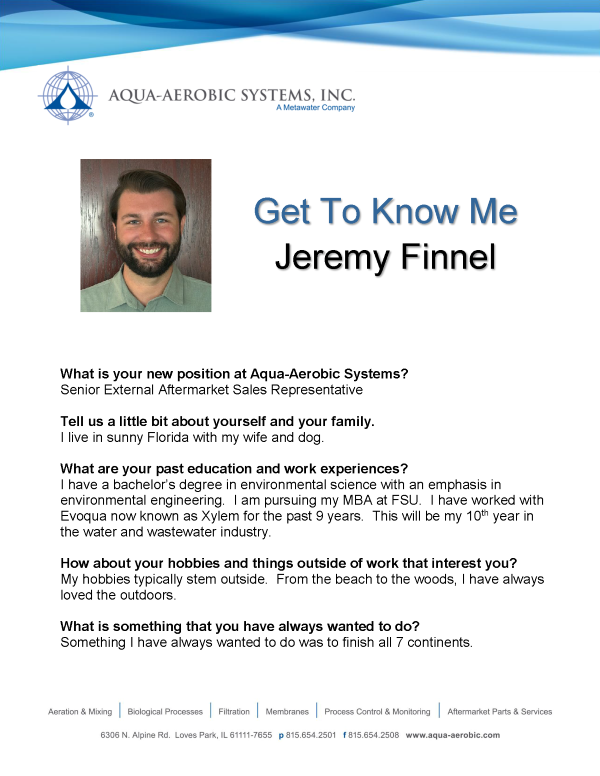 AQUA-AEROBIC SYSTEMS, INC.
A Metawater Company
®
Get To Know Me
Jeremy Finnel
What is your new position at Aqua-Aerobic Systems?
Senior External Aftermarket Sales Representative
Tell us a little bit about yourself and your family.
I live in sunny Florida with my wife and dog.
What are your past education and work experiences?
I have a bachelor's degree in environmental science with an emphasis in
environmental engineering.  I am pursuing my MBA at FSU.  I have worked with
Evoqua now known as Xylem for the past 9 years.  This will be my 10th year in
the water and wastewater industry.
How about your hobbies and things outside of work that interest you?
My hobbies typically stem outside.  From the beach to the woods, I have always
loved the outdoors.
What is something that you have always wanted to do?
Something I have always wanted to do was to finish all 7 continents.
Aeration & Mixing | Biological Processes | Filtration | Membranes | Process Control & Monitoring | Aftermarket Parts & Services
6306 N. Alpine Rd.  Loves Park, IL 61111-7655  p 815.654.2501  f 815.654.2508  www.aqua-aerobic.com